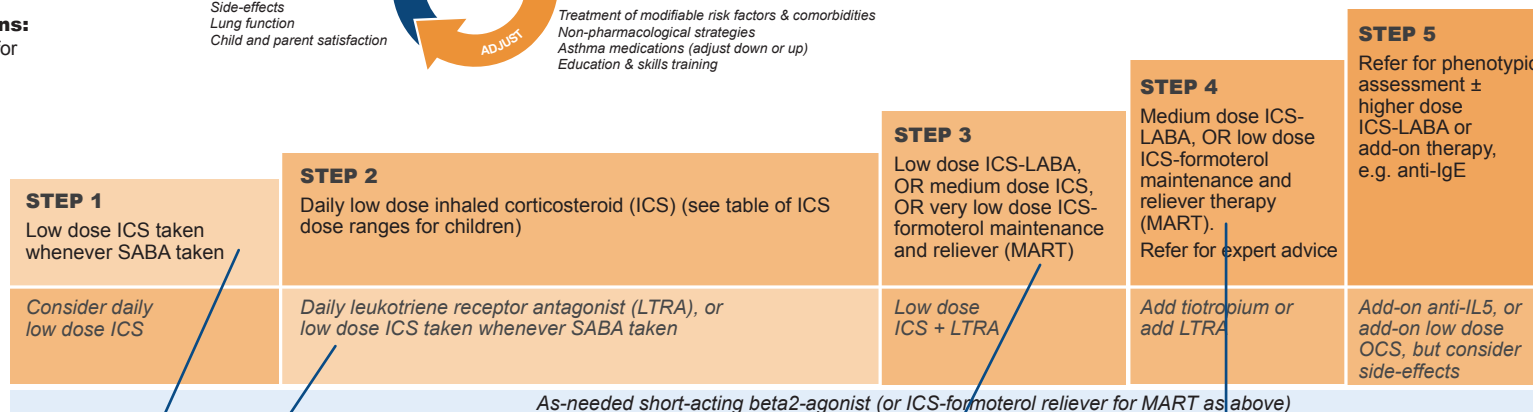 ns:
or
Side-effects
Lung function
Child and parent satisfaction
ADJUST
Treatment of modifiable risk factors & comorbidities
Non-pharmacological strategies
Asthma medications (adjust down or up)
Education & skills training
STEP 1
Low dose ICS taken
whenever SABA taken
STEP 2
Daily low dose inhaled corticosteroid (ICS) (see table of ICS
dose ranges for children)
STEP 3
Low dose ICS-LABA,
OR medium dose ICS,
OR very low dose ICS-
formoterol maintenance
and reliever (MART)
STEP 4
Medium dose ICS-
LABA, OR low dose
ICS-formoterol
maintenance and
reliever therapy
(MART).
Refer for expert advice
STEP 5
Refer for phenotypic
assessment ±
higher dose
ICS-LABA or
add-on therapy,
e.g. anti-IgE
Consider daily
low dose ICS
Daily leukotriene receptor antagonist (LTRA), or
low dose ICS taken whenever SABA taken
Low dose
ICS + LTRA
Add tiotropium or
add LTRA
Add-on anti-IL5, or
add-on low dose
OCS, but consider
side-effects
As-needed short-acting beta2-agonist (or ICS-formoterol reliever for MART as above)